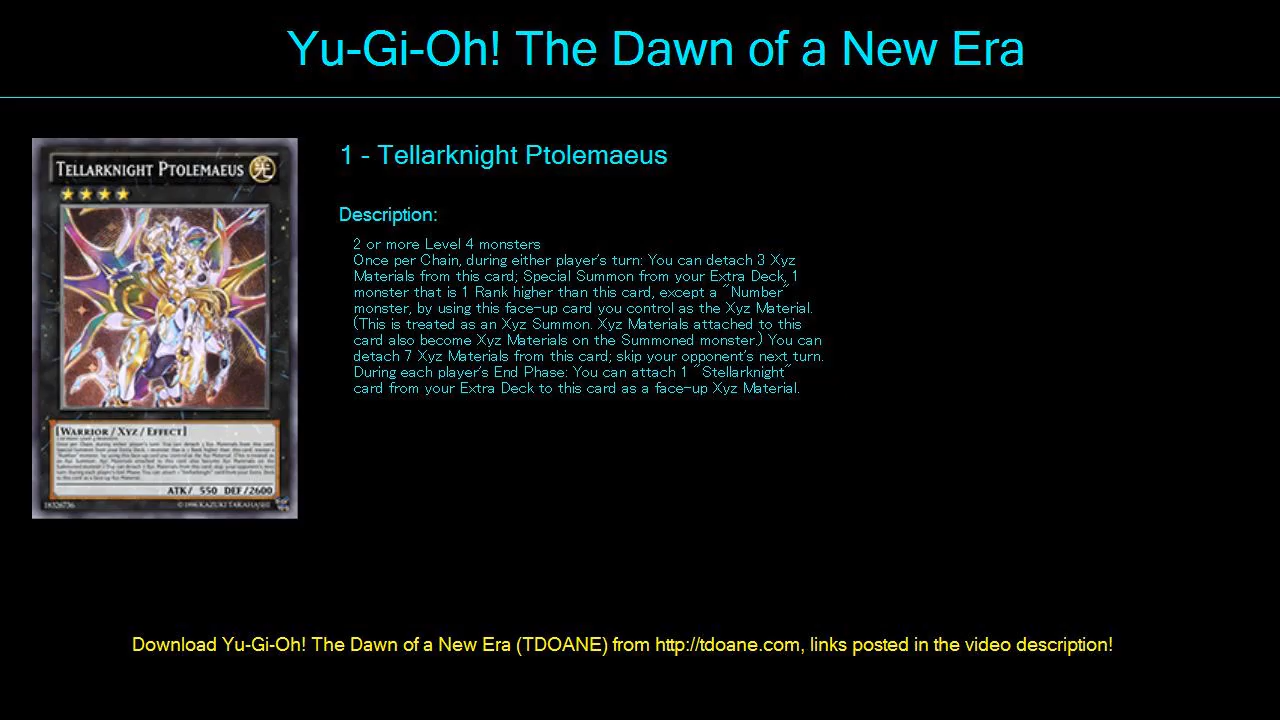 Yu-Gi-Oh! The Dawn of a New Era
TELLARKNIGHT PTOLEMAEUS
光
[WARRIOR / XYZ / EFFECT]
ATK/ 550 DEF/2600
18326736
©1996 KAZUKI TAKAHASHI
1 - Tellarknight Ptolemaeus
Description:
2 or more Level 4 monsters
Once per Chain, during either player's turn: You can detach 3 Xyz
Materials from this card; Special Summon from your Extra Deck, 1
monster that is 1 Rank higher than this card, except a "Number"
monster, by using this face-up card you control as the Xyz Material.
(This is treated as an Xyz Summon. Xyz Materials attached to this
card also become Xyz Materials on the Summoned monster.) You can
detach 7 Xyz Materials from this card; skip your opponent's next turn.
During each player's End Phase: You can attach 1 "Stellarknight"
card from your Extra Deck to this card as a face-up Xyz Material.
Download Yu-Gi-Oh! The Dawn of a New Era (TDOANE) from http://tdoane.com, links posted in the video description!